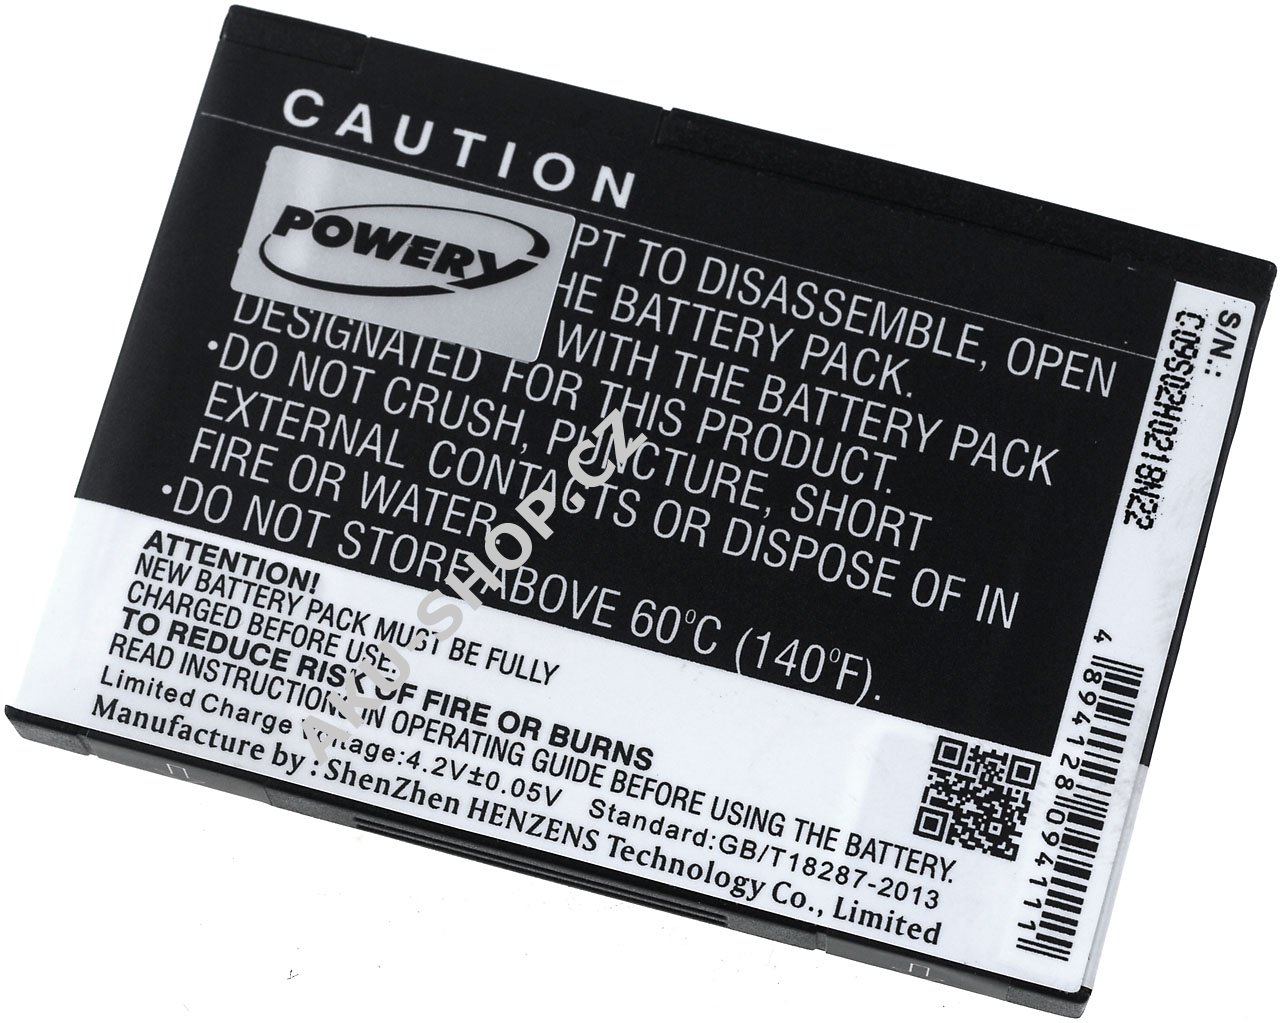 CAUTION
POWERY
PT TO DISASSEMBLE, OPEN
HE BATTERY PACK.
WITH THE BATTERY PACK
DESIGNATED FOR THIS PRODUCT.
•DO NOT CRUSH, PUNCTURE, SHORT
EXTERNAL CONTACTS OR DISPOSE OF IN
FIRE OR WATER.
•DO NOT STORE ABOVE 60°C (140°F).
ATTENTION!
NEW BATTERY PACK MUST BE FULLY
CHARGED BEFORE USE.
TO REDUCE RISK OF FIRE OR BURNS
READ INSTRUCTION IN OPERATING GUIDE BEFORE USING THE BATTERY.
Limited Charge Voltage:4.2V±0.05V Standard:GB/T18287-2013
Manufacture by : ShenZhen HENZENS Technology Co., Limited
S/N.:
4 894128 094111
AKU-SHOP.CZ